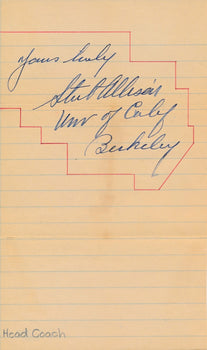 Yours truly
Stub Allison
Univ of Calif
Berkeley
Head Coach